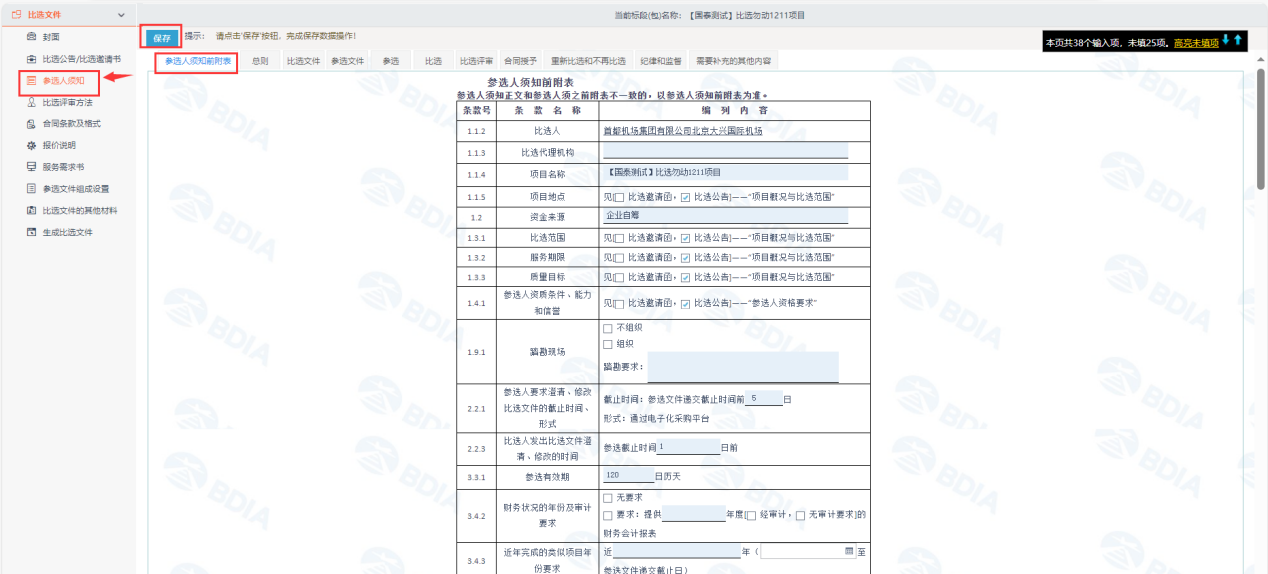 比选文件
当前标段(包)名称: 【国泰测试】比选勿动1211项目
封面
比选公告/比选邀请书
参选人须知
比选评审方法
合同条款及格式
报价说明
服务需求书
参选文件组成设置
比选文件的其他材料
生成比选文件
保存 提示: 请点击'保存'按钮, 完成保存数据操作!
本页共38个输入项, 未填25项。高亮未填项
参选人须知前附表 总则 比选文件 参选文件 参选 比选 比选评审 合同授予 重新比选和不再比选 纪律和监督 需要补充的其他内容
参选人须知前附表
参选人须知正文和参选人须之前附表不一致的，以参选人须知前附表为准。
条款号 条 款 名 称 编 列 内 容
1.1.2 比选人 首都机场集团有限公司北京大兴国际机场
1.1.3 比选代理机构
1.1.4 项目名称 【国泰测试】比选勿动1211项目
1.1.5 项目地点 见[ 比选邀请函， 比选公告]——“项目概况与比选范围”
1.2 资金来源 企业自筹
1.3.1 比选范围 见[ 比选邀请函， 比选公告]——“项目概况与比选范围”
1.3.2 服务期限 见[ 比选邀请函， 比选公告]——“项目概况与比选范围”
1.3.3 质量目标 见[ 比选邀请函， 比选公告]——“项目概况与比选范围”
1.4.1 参选人资质条件、能力和信誉 见[ 比选邀请函， 比选公告]——“参选人资格要求”
1.9.1 踏勘现场
不组织
组织
踏勘要求：
2.2.1 参选人要求澄清、修改比选文件的截止时间、形式
截止时间：参选文件递交截止时间前 5 日
形式：通过电子化采购平台
2.2.3 比选人发出比选文件澄清、修改的时间 参选截止时间 1 日前
3.3.1 参选有效期 120 日历天
3.4.2 财务状况的年份及审计要求
无要求
要求：提供 年度[ 经审计， 无审计要求]的
财务会计报表
3.4.3 近年完成的类似项目年份要求
近 年（ 至
参选文件递交截止日）
BDIA